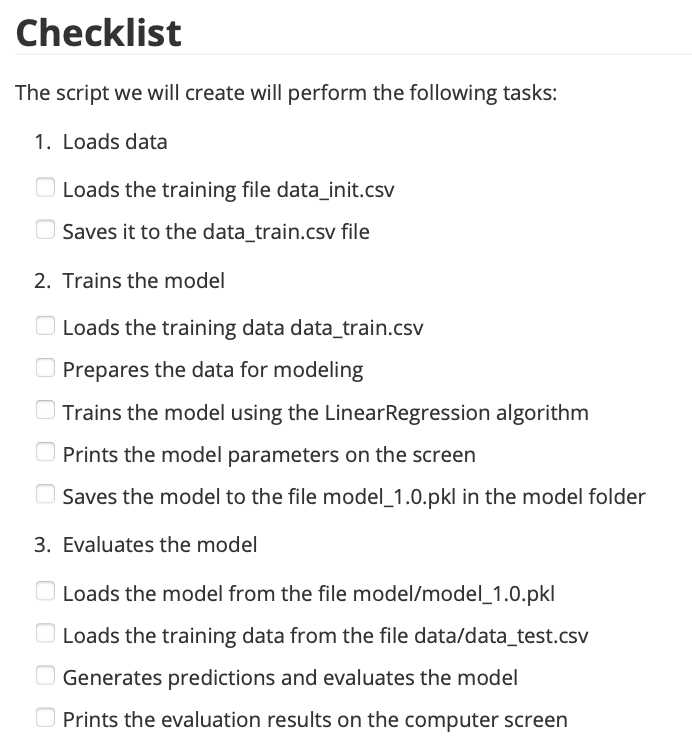 Checklist
The script we will create will perform the following tasks:
1. Loads data
Loads the training file data_init.csv
Saves it to the data_train.csv file
2. Trains the model
Loads the training data data_train.csv
Prepares the data for modeling
Trains the model using the LinearRegression algorithm
Prints the model parameters on the screen
Saves the model to the file model_1.0.pkl in the model folder
3. Evaluates the model
Loads the model from the file model/model_1.0.pkl
Loads the training data from the file data/data_test.csv
Generates predictions and evaluates the model
Prints the evaluation results on the computer screen